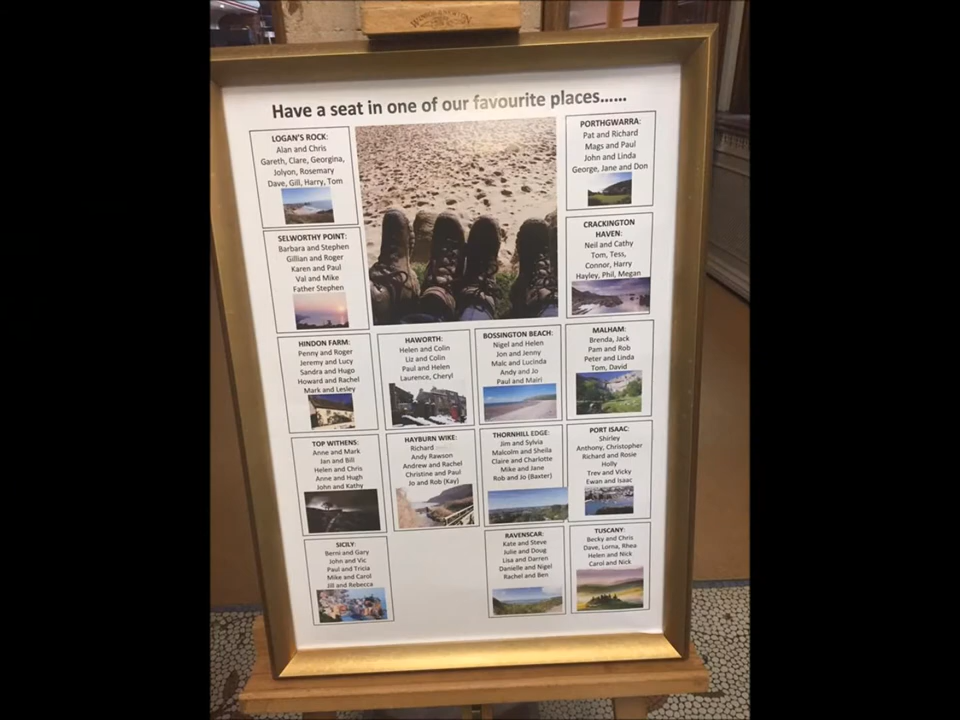 Have a seat in one of our favourite places......
LOGAN'S ROCK:
Alan and Chris
Gareth, Clare, Georgina,
Jolyon, Rosemary
Dave, Gill, Harry, Tom
PORTHGWARRA:
Pat and Richard
Mags and Paul
John and Linda
George, Jane and Don
SELWORTHY POINT:
Barbara and Stephen
Gillian and Roger
Karen and Paul
Val and Mike
Father Stephen
CRACKINGTON
HAVEN:
Neil and Cathy
Tom, Tess,
Connor, Harry
Hayley, Phil, Megan
HINDON FARM:
Penny and Roger
Jeremy and Lucy
Sandra and Hugo
Howard and Rachel
Mark and Lesley
HAWORTH:
Helen and Colin
Liz and Colin
Paul and Helen
Laurence, Cheryl
BOSSINGTON BEACH:
Nigel and Helen
Jon and Jenny
Malc and Lucinda
Andy and Jo
Paul and Mairi
MALHAM:
Brenda, Jack
Pam and Rob
Peter and Linda
Tom, David
TOP WITHENS:
Anne and Mark
Jan and Bill
Helen and Chris
Anne and Hugh
John and Kathy
HAYBURN WIKE:
Richard
Andy Rawson
Andrew and Rachel
Christine and Paul
Jo and Rob (Kay)
THORNHILL EDGE:
Jim and Sylvia
Malcolm and Sheila
Claire and Charlotte
Mike and Jane
Rob and Jo (Baxter)
PORT ISAAC:
Shirley
Anthony, Christopher
Richard and Rosie
Holly
Trev and Vicky
Ewan and Isaac
SICILY:
Berni and Gary
John and Vic
Paul and Tricia
Mike and Carol
Jill and Rebecca
RAVENSCAR:
Kate and Steve
Julie and Doug
Lisa and Darren
Danielle and Nigel
Rachel and Ben
TUSCANY:
Becky and Chris
Dave, Lorna, Rhea
Helen and Nick
Carol and Nick